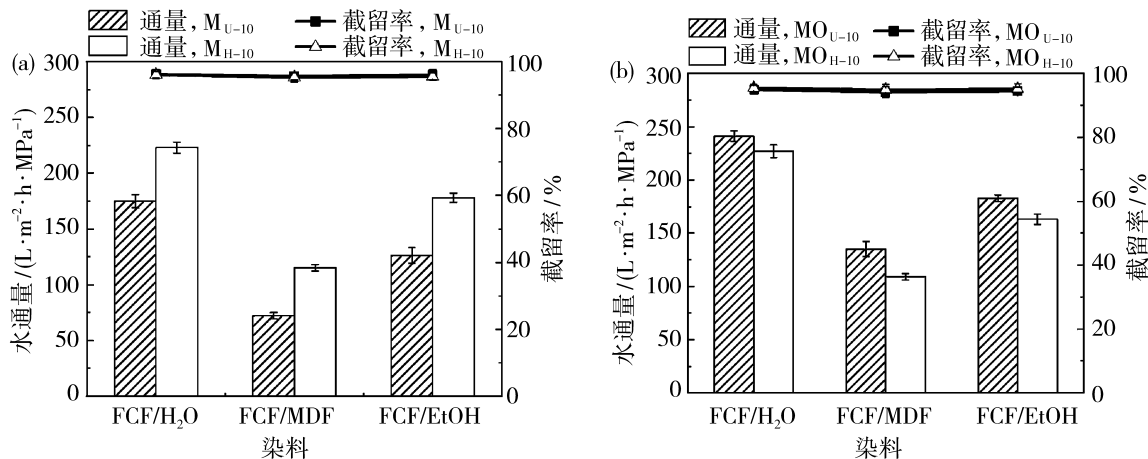 通量, M_U-10 截留率, M_U-10
通量, M_H-10 截留率, M_H-10
(a)
300
250
200
150
100
50
0
水通量/(L·m⁻²·h·MPa⁻¹)
100
80
60
40
20
0
截留率/%
FCF/H₂O FCF/MDF FCF/EtOH
染料
通量, MO_U-10 截留率, MO_U-10
通量, MO_H-10 截留率, MO_H-10
(b)
300
250
200
150
100
50
0
水通量/(L·m⁻²·h·MPa⁻¹)
100
80
60
40
20
0
截留率/%
FCF/H₂O FCF/MDF FCF/EtOH
染料